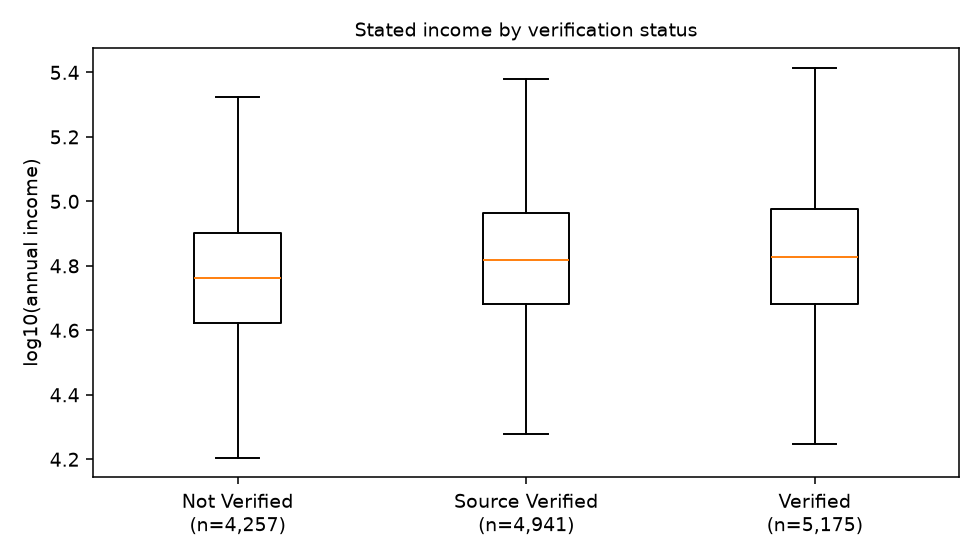 Stated income by verification status
log10(annual income)
5.4
5.2
5.0
4.8
4.6
4.4
4.2
Not Verified
(n=4,257)
Source Verified
(n=4,941)
Verified
(n=5,175)